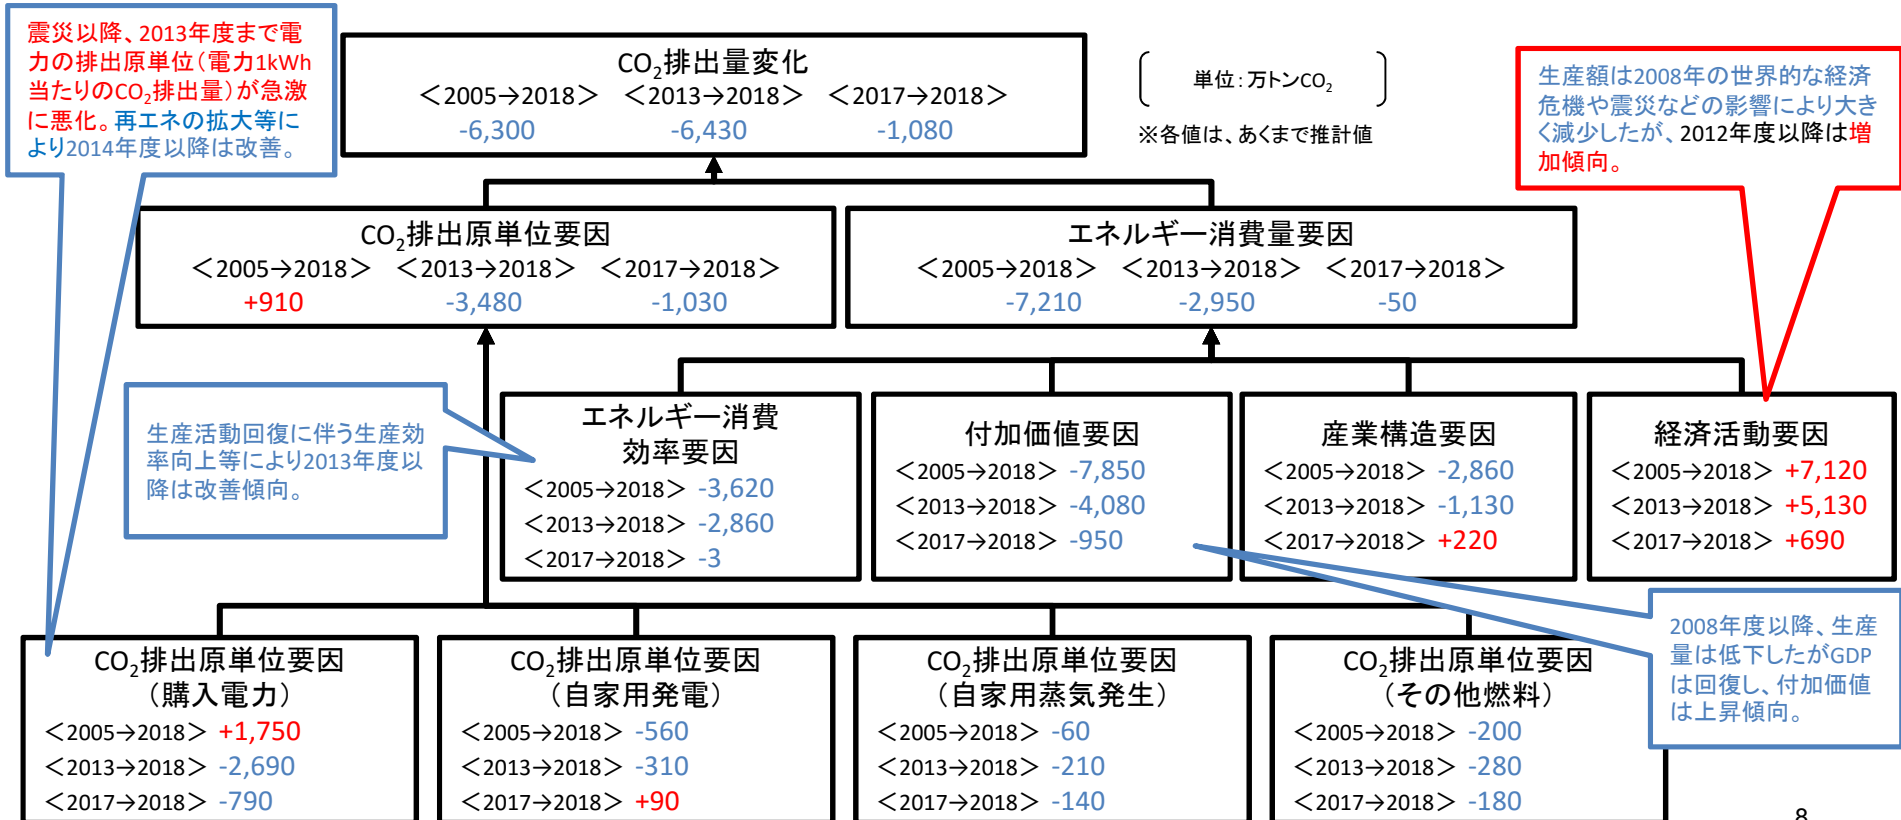 震災以降、2013年度まで電
力の排出原単位（電力1kWh
当たりのCO₂排出量）が急激
に悪化。再エネの拡大等に
より2014年度以降は改善。
CO₂排出量変化
＜2005→2018＞ ＜2013→2018＞ ＜2017→2018＞
-6,300 -6,430 -1,080
単位：万トンCO₂
※各値は、あくまで推計値
生産額は2008年の世界的な経済
危機や震災などの影響により大き
く減少したが、2012年度以降は増
加傾向。
CO₂排出原単位要因
＜2005→2018＞ ＜2013→2018＞ ＜2017→2018＞
+910 -3,480 -1,030
エネルギー消費量要因
＜2005→2018＞ ＜2013→2018＞ ＜2017→2018＞
-7,210 -2,950 -50
生産活動回復に伴う生産効
率向上等により2013年度以
降は改善傾向。
エネルギー消費
効率要因
＜2005→2018＞ -3,620
＜2013→2018＞ -2,860
＜2017→2018＞ -3
付加価値要因
＜2005→2018＞ -7,850
＜2013→2018＞ -4,080
＜2017→2018＞ -950
産業構造要因
＜2005→2018＞ -2,860
＜2013→2018＞ -1,130
＜2017→2018＞ +220
経済活動要因
＜2005→2018＞ +7,120
＜2013→2018＞ +5,130
＜2017→2018＞ +690
CO₂排出原単位要因
（購入電力）
＜2005→2018＞ +1,750
＜2013→2018＞ -2,690
＜2017→2018＞ -790
CO₂排出原単位要因
（自家用発電）
＜2005→2018＞ -560
＜2013→2018＞ -310
＜2017→2018＞ +90
CO₂排出原単位要因
（自家用蒸気発生）
＜2005→2018＞ -60
＜2013→2018＞ -210
＜2017→2018＞ -140
CO₂排出原単位要因
（その他燃料）
＜2005→2018＞ -200
＜2013→2018＞ -280
＜2017→2018＞ -180
2008年度以降、生産
量は低下したがGDP
は回復し、付加価値
は上昇傾向。
8